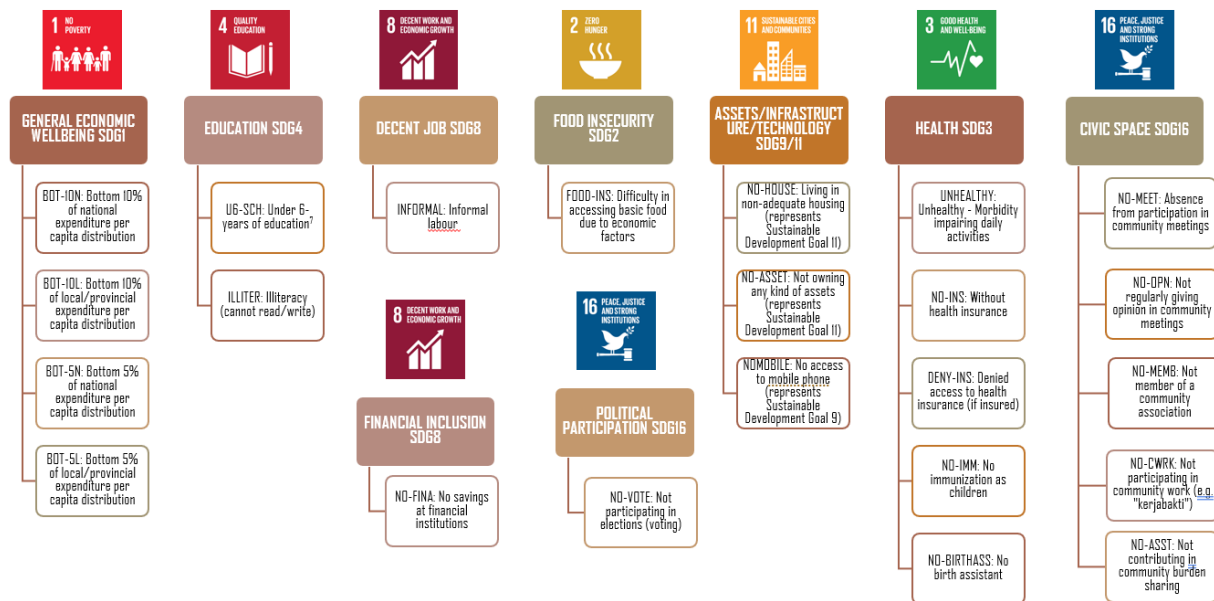 1 NO
POVERTY
4 QUALITY
EDUCATION
8 DECENT WORK AND
ECONOMIC GROWTH
2 ZERO
HUNGER
11 SUSTAINABLE CITIES
AND COMMUNITIES
3 GOOD HEALTH
AND WELL-BEING
16 PEACE, JUSTICE
AND STRONG
INSTITUTIONS
GENERAL ECONOMIC
WELLBEING SDG1
BOT-10N: Bottom 10%
of national
expenditure per
capita distribution
BOT-10L: Bottom 10%
of local/provincial
expenditure per
capita distribution
BOT-5N: Bottom 5%
of national
expenditure per
capita distribution
BOT-5L: Bottom 5%
of local/provincial
expenditure per
capita distribution
EDUCATION SDG4
U6-SCH: Under 6-
years of education⁷
ILLITER: Illiteracy
(cannot read/write)
DECENT JOB SDG8
INFORMAL: Informal
labour
8 DECENT WORK AND
ECONOMIC GROWTH
FINANCIAL INCLUSION
SDG8
NO-FINA: No savings
at financial
institutions
FOOD INSECURITY
SDG2
FOOD-INS: Difficulty in
accessing basic food
due to economic
factors
16 PEACE, JUSTICE
AND STRONG
INSTITUTIONS
POLITICAL
PARTICIPATION SDG16
NO-VOTE: Not
participating in
elections (voting)
ASSETS/INFRASTRUCT
URE/TECHNOLOGY
SDG9/11
NO-HOUSE: Living in
non-adequate housing
(represents
Sustainable
Development Goal 11)
NO-ASSET: Not owning
any kind of assets
(represents
Sustainable
Development Goal 11)
NOMOBILE: No access
to mobile phone
(represents
Sustainable
Development Goal 9)
HEALTH SDG3
UNHEALTHY:
Unhealthy - Morbidity
impairing daily
activities
NO-INS: Without
health insurance
DENY-INS: Denied
access to health
insurance (if insured)
NO-IMM: No
immunization as
children
NO-BIRTHASS: No
birth assistant
CIVIC SPACE SDG16
NO-MEET: Absence
from participation in
community meetings
NO-OPN: Not
regularly giving
opinion in community
meetings
NO-MEMB: Not
member of a
community
association
NO-CWRK: Not
participating in
community work (e.g.
"kerjabakti")
NO-ASST: Not
contributing in
community burden
sharing